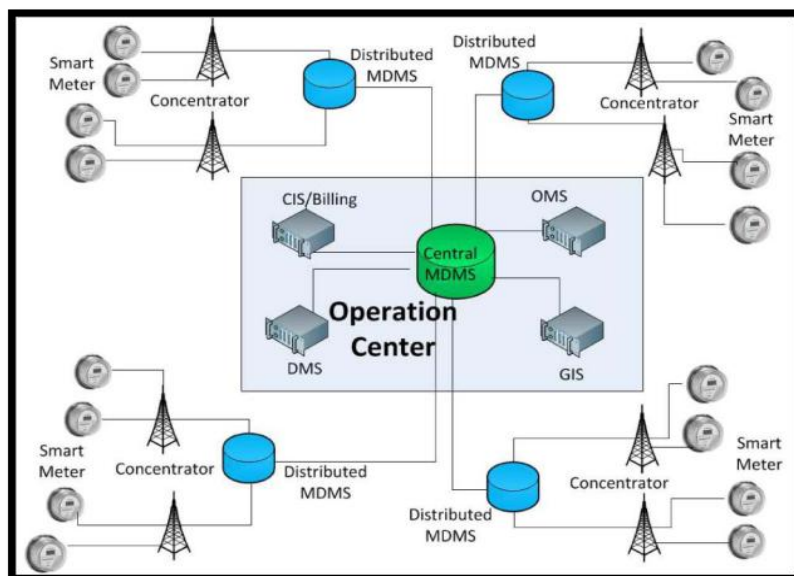 Smart
Meter
Concentrator
Distributed
MDMS
Distributed
MDMS
Concentrator
Smart
Meter
CIS/Billing
OMS
Central
MDMS
Operation
Center
DMS
GIS
Smart
Meter
Concentrator
Distributed
MDMS
Distributed
MDMS
Concentrator
Smart
Meter